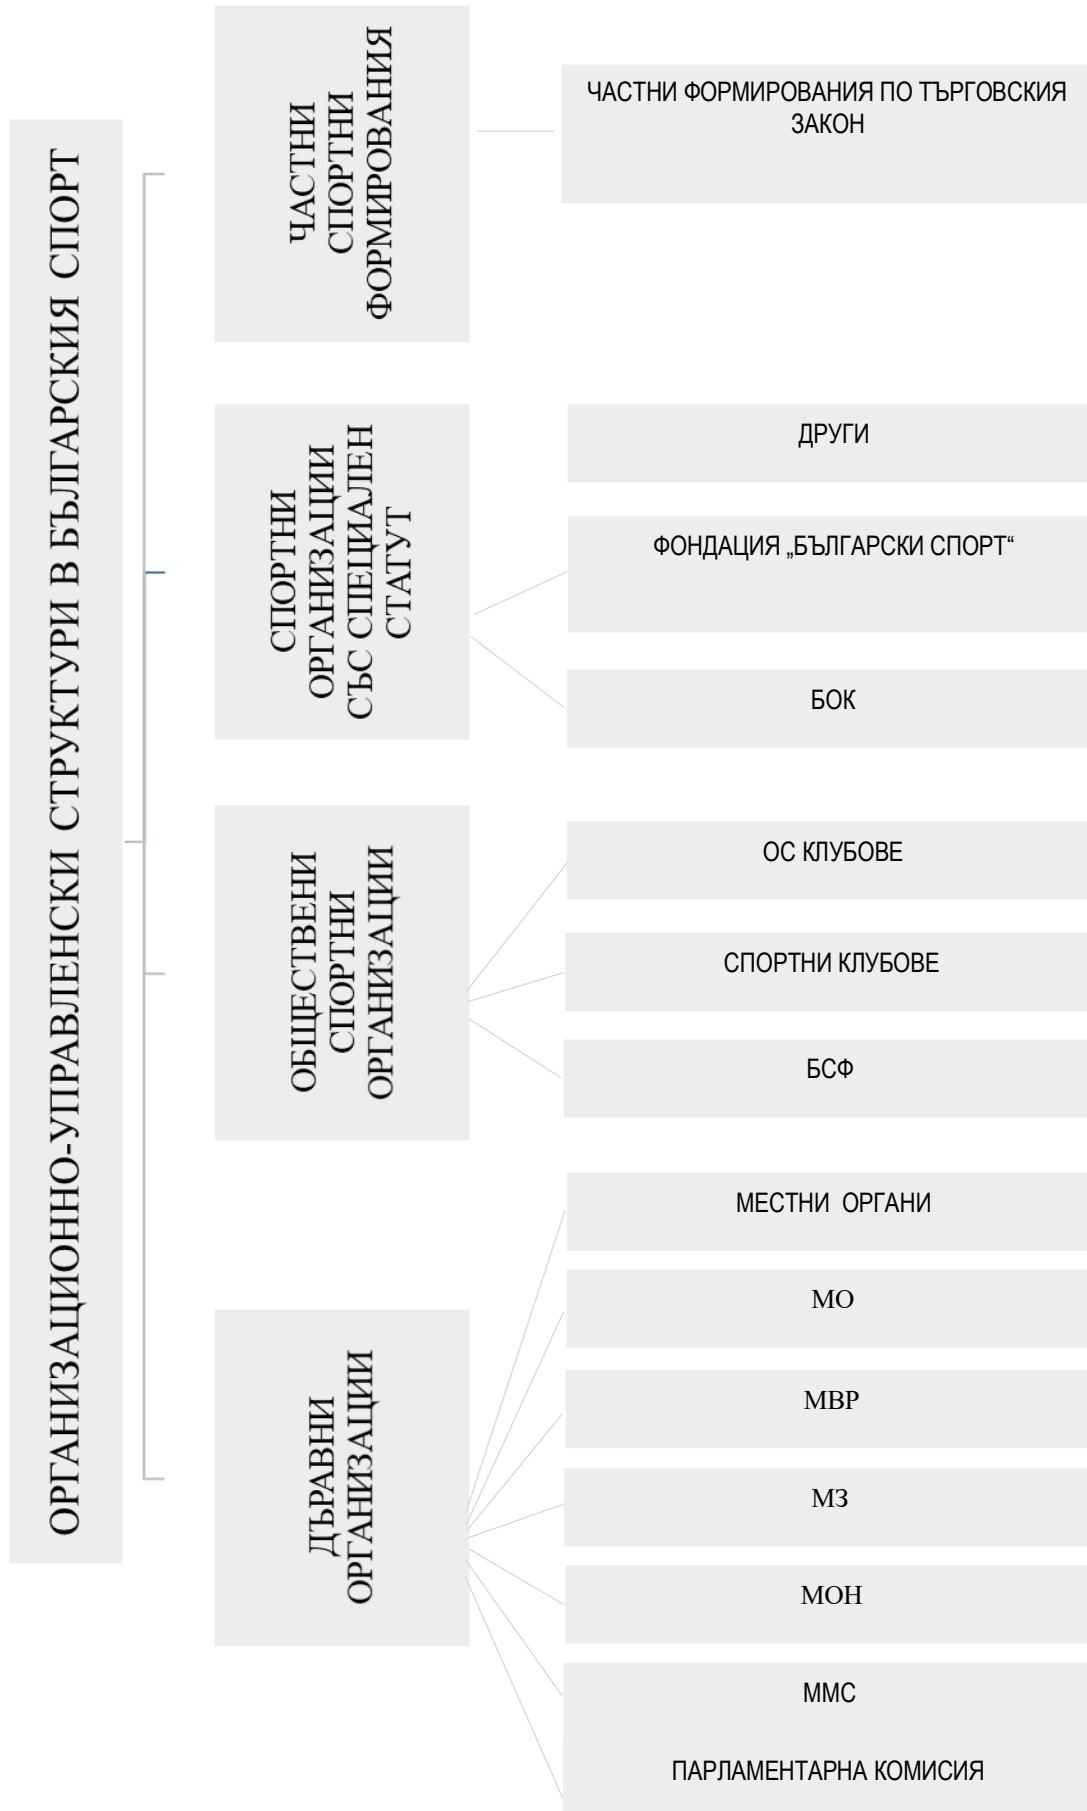 ОРГАНИЗАЦИОННО-УПРАВЛЕНСКИ СТРУКТУРИ В БЪЛГАРСКИЯ СПОРТ
ЧАСТНИ
СПОРТНИ
ФОРМИРОВАНИЯ
ЧАСТНИ ФОРМИРОВАНИЯ ПО ТЪРГОВСКИЯ
ЗАКОН
СПОРТНИ
ОРГАНИЗАЦИИ
СЪС СПЕЦИАЛЕН
СТАТУТ
ДРУГИ
ФОНДАЦИЯ „БЪЛГАРСКИ СПОРТ“
БОК
ОБЩЕСТВЕНИ
СПОРТНИ
ОРГАНИЗАЦИИ
ОС КЛУБОВЕ
СПОРТНИ КЛУБОВЕ
БСФ
ДЪРАВНИ
ОРГАНИЗАЦИИ
МЕСТНИ ОРГАНИ
МО
МВР
МЗ
МОН
ММС
ПАРЛАМЕНТАРНА КОМИСИЯ